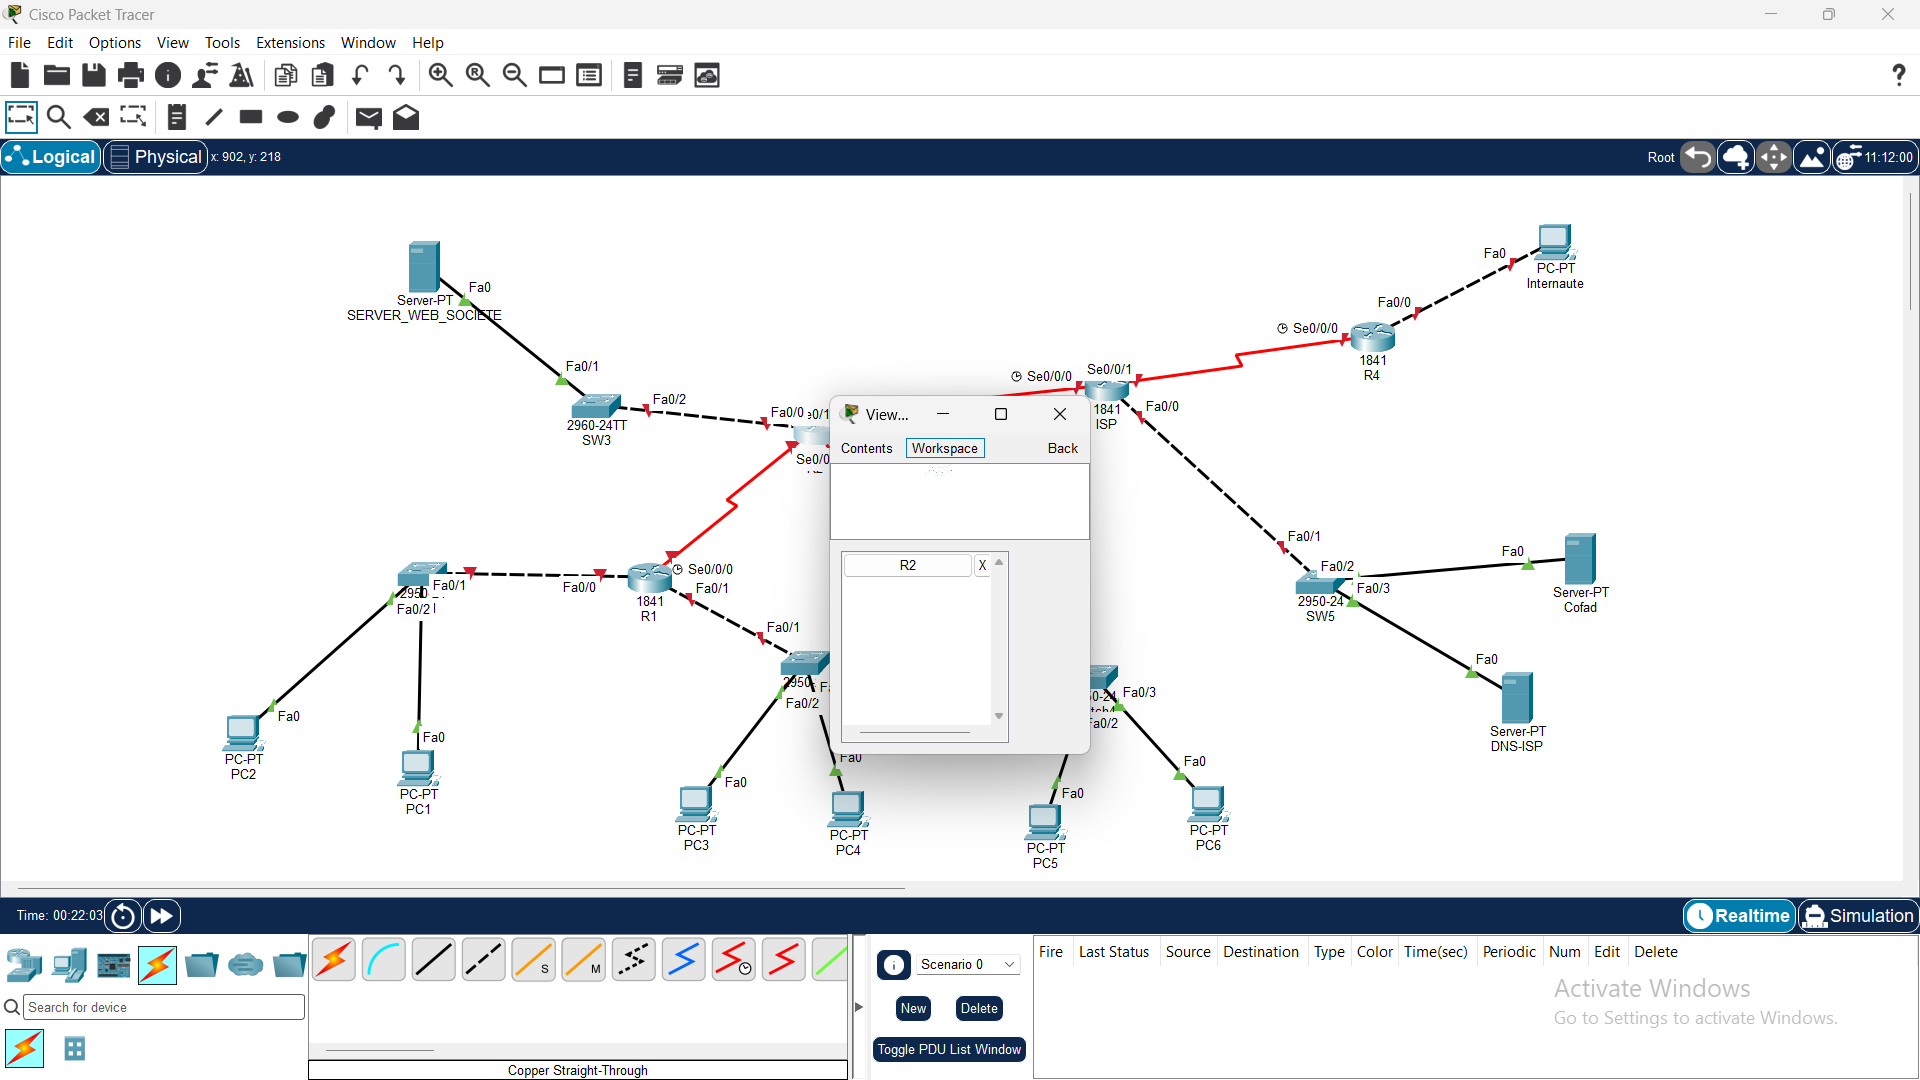 Cisco Packet Tracer
File Edit Options View Tools Extensions Window Help
Logical Physical x: 902, y: 218
Root 11:12:00
Fa0
PC-PT
Internaute
Fa0
Server-PT
SERVER_WEB_SOCIETE
Fa0/0
Se0/0/0
1841
R4
Fa0/1
Fa0/2
2960-24TT
SW3
Fa0/0
Se0/0/0
Se0/0/1
Fa0/0
1841
ISP
View...
Contents Workspace Back
R2 X
Fa0/1
Fa0/2
Fa0/3
2950-24
SW5
Fa0
Server-PT
Cofad
Fa0
Server-PT
DNS-ISP
Fa0/1
Fa0/2
Fa0/0
Se0/0/0
Fa0/1
1841
R1
Fa0/1
Fa0/2
Fa0/3
Fa0/2
Fa0
PC-PT
PC2
Fa0
PC-PT
PC1
Fa0
PC-PT
PC3
Fa0
PC-PT
PC4
Fa0
PC-PT
PC5
Fa0
PC-PT
PC6
Time: 00:22:03
Realtime Simulation
Search for device
S
M
Copper Straight-Through
Scenario 0
New Delete
Toggle PDU List Window
Fire Last Status Source Destination Type Color Time(sec) Periodic Num Edit Delete
Activate Windows
Go to Settings to activate Windows.